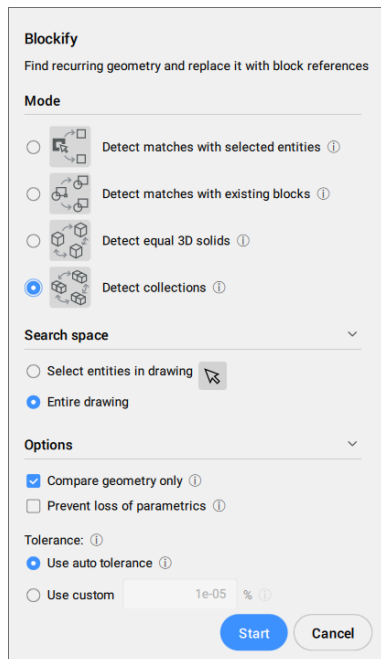 Blockify
Find recurring geometry and replace it with block references
Mode
Detect matches with selected entities
Detect matches with existing blocks
Detect equal 3D solids
Detect collections
Search space
Select entities in drawing
Entire drawing
Options
Compare geometry only
Prevent loss of parametrics
Tolerance:
Use auto tolerance
Use custom 1e-05 %
Start Cancel